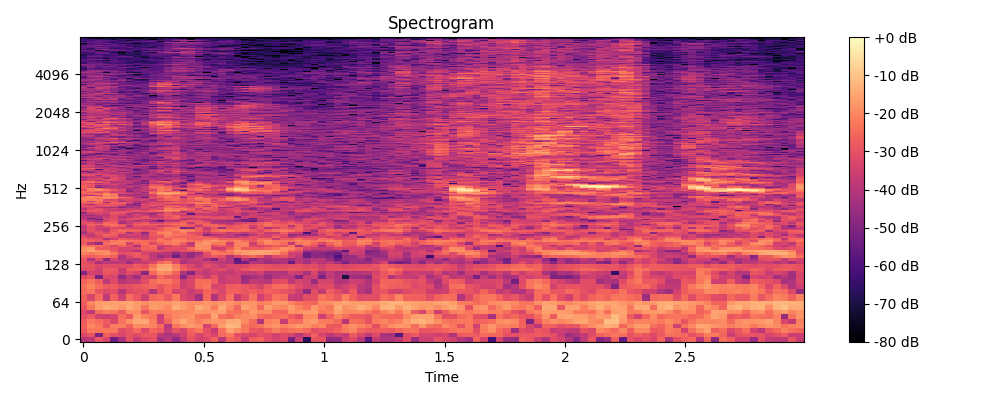 Spectrogram
Hz
4096
2048
1024
512
256
128
64
0
0
0.5
1
1.5
2
2.5
Time
+0 dB
-10 dB
-20 dB
-30 dB
-40 dB
-50 dB
-60 dB
-70 dB
-80 dB